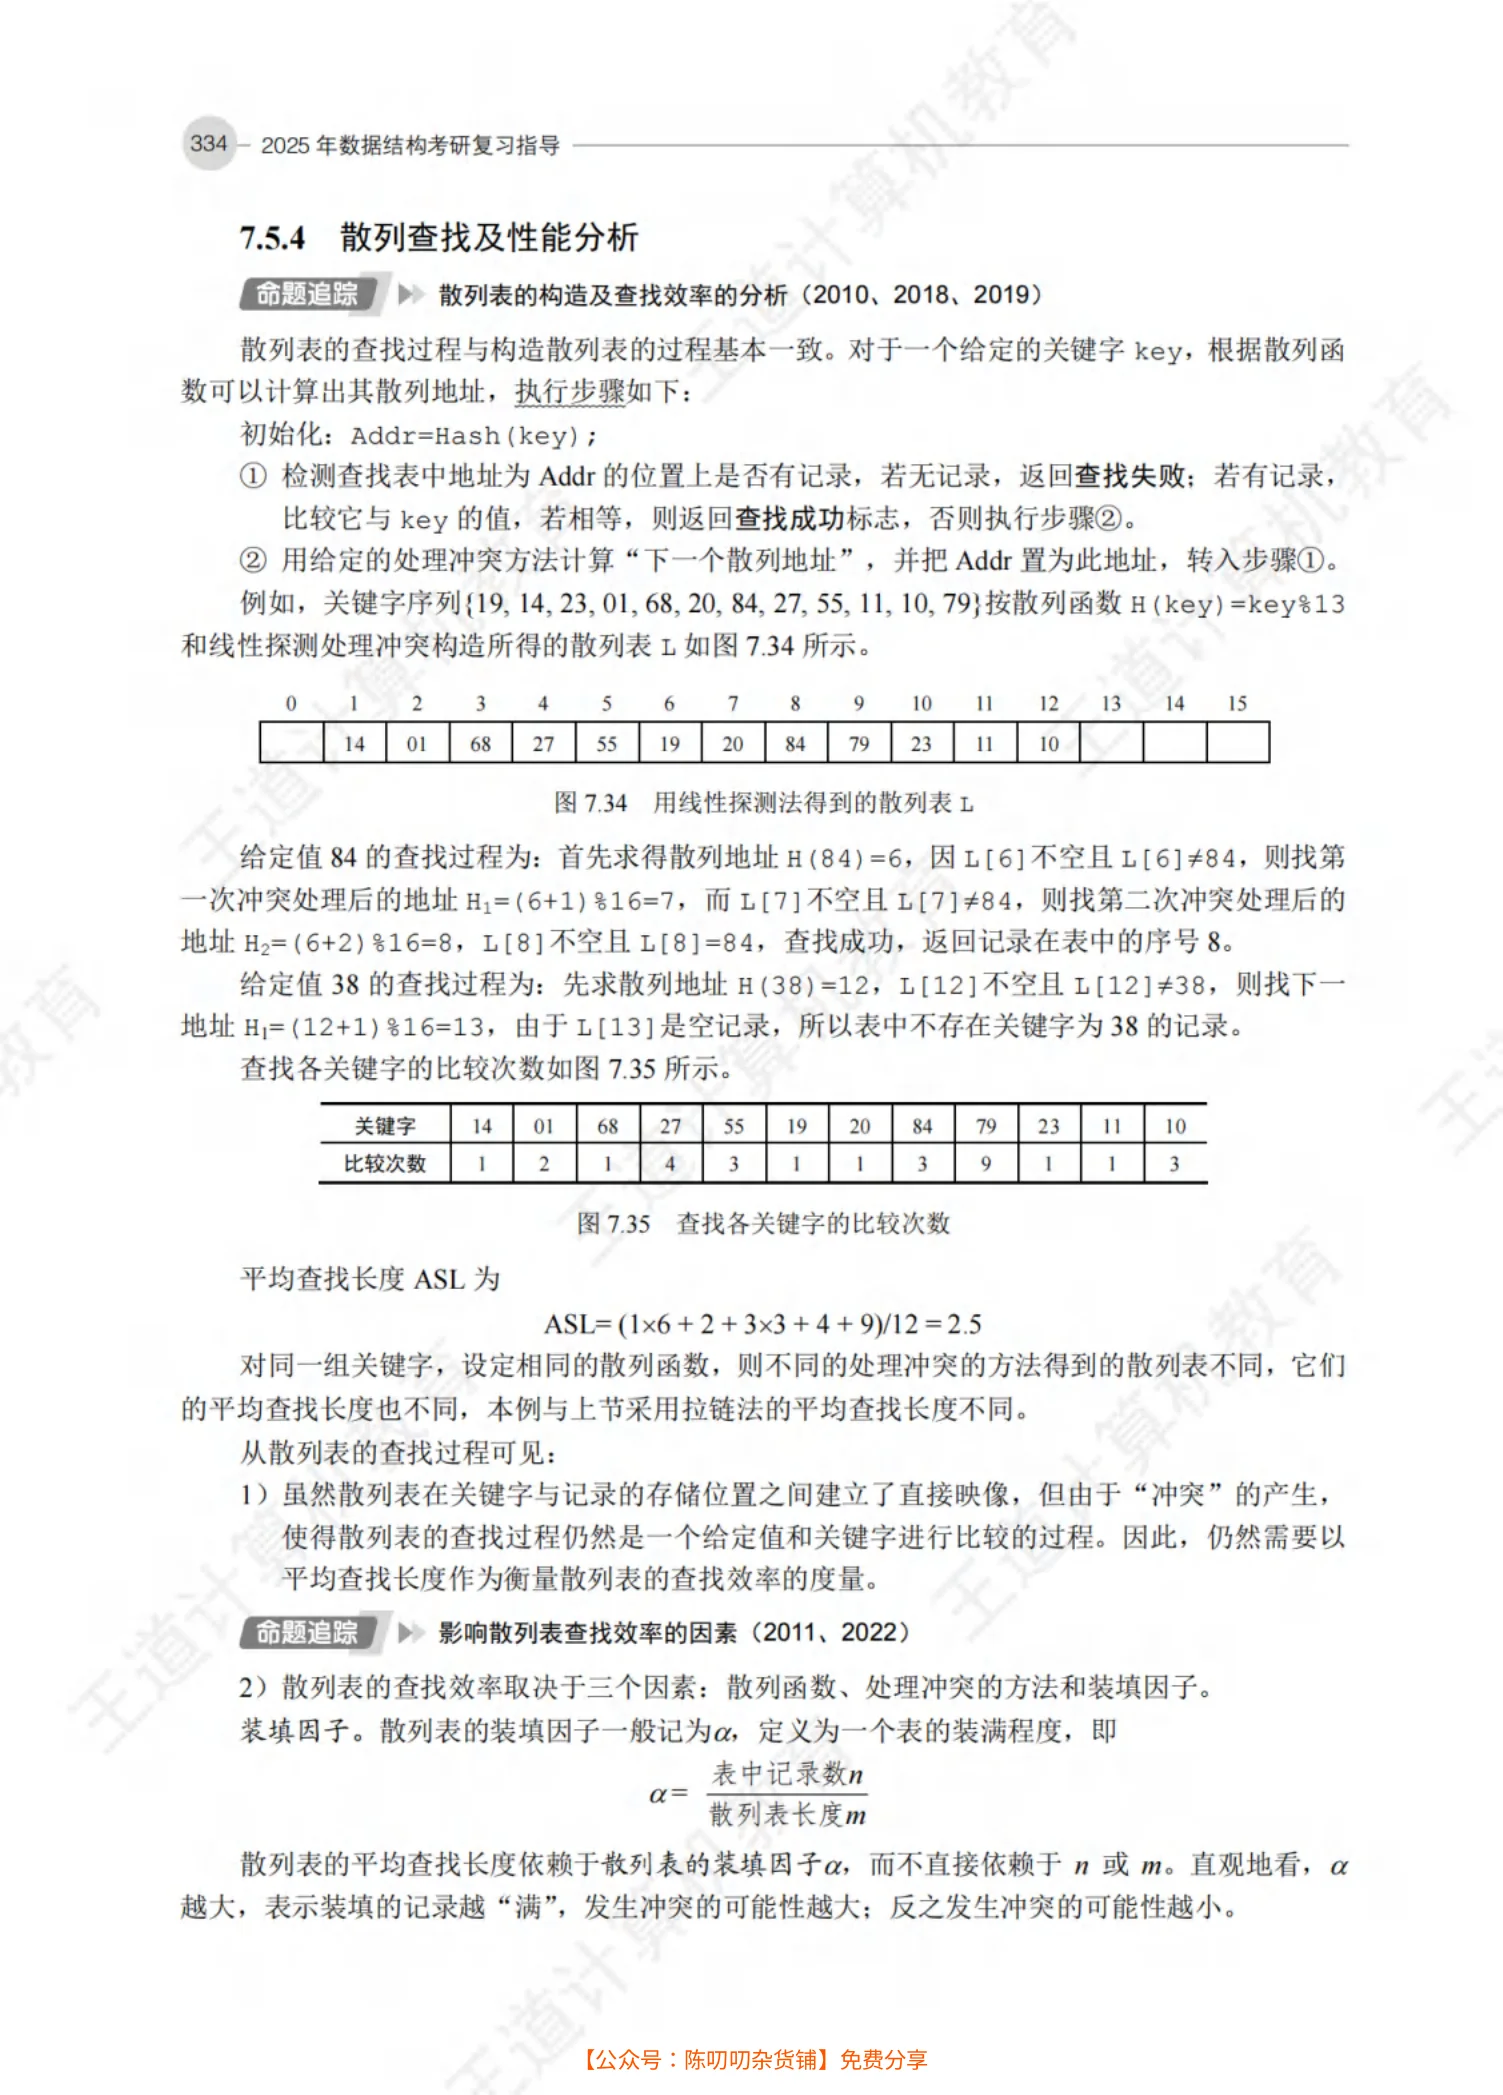 334 2025 年数据结构考研复习指导
7.5.4 散列查找及性能分析
命题追踪 散列表的构造及查找效率的分析（2010、2018、2019）
散列表的查找过程与构造散列表的过程基本一致。对于一个给定的关键字 key，根据散列函
数可以计算出其散列地址，执行步骤如下：
初始化：Addr=Hash(key);
① 检测查找表中地址为 Addr 的位置上是否有记录，若无记录，返回查找失败；若有记录，
比较它与 key 的值，若相等，则返回查找成功标志，否则执行步骤②。
② 用给定的处理冲突方法计算“下一个散列地址”，并把 Addr 置为此地址，转入步骤①。
例如，关键字序列{19, 14, 23, 01, 68, 20, 84, 27, 55, 11, 10, 79}按散列函数 H(key)=key%13
和线性探测处理冲突构造所得的散列表 L 如图 7.34 所示。
0 1 2 3 4 5 6 7 8 9 10 11 12 13 14 15
14 01 68 27 55 19 20 84 79 23 11 10
图 7.34 用线性探测法得到的散列表 L
给定值 84 的查找过程为：首先求得散列地址 H(84)=6，因 L[6]不空且 L[6]≠84，则找第
一次冲突处理后的地址 H₁=(6+1)%16=7，而 L[7]不空且 L[7]≠84，则找第二次冲突处理后的
地址 H₂=(6+2)%16=8，L[8]不空且 L[8]=84，查找成功，返回记录在表中的序号 8。
给定值 38 的查找过程为：先求散列地址 H(38)=12，L[12]不空且 L[12]≠38，则找下一
地址 H₁=(12+1)%16=13，由于 L[13]是空记录，所以表中不存在关键字为 38 的记录。
查找各关键字的比较次数如图 7.35 所示。
关键字 14 01 68 27 55 19 20 84 79 23 11 10
比较次数 1 2 1 4 3 1 1 3 9 1 1 3
图 7.35 查找各关键字的比较次数
平均查找长度 ASL 为
ASL= (1×6 + 2 + 3×3 + 4 + 9)/12 = 2.5
对同一组关键字，设定相同的散列函数，则不同的处理冲突的方法得到的散列表不同，它们
的平均查找长度也不同，本例与上节采用拉链法的平均查找长度不同。
从散列表的查找过程可见：
1）虽然散列表在关键字与记录的存储位置之间建立了直接映像，但由于“冲突”的产生，
使得散列表的查找过程仍然是一个给定值和关键字进行比较的过程。因此，仍然需要以
平均查找长度作为衡量散列表的查找效率的度量。
命题追踪 影响散列表查找效率的因素（2011、2022）
2）散列表的查找效率取决于三个因素：散列函数、处理冲突的方法和装填因子。
装填因子。散列表的装填因子一般记为α，定义为一个表的装满程度，即
α = 表中记录数n
散列表长度m
散列表的平均查找长度依赖于散列表的装填因子α，而不直接依赖于 n 或 m。直观地看，α
越大，表示装填的记录越“满”，发生冲突的可能性越大；反之发生冲突的可能性越小。
王道计算机教育
【公众号：陈叨叨杂货铺】免费分享